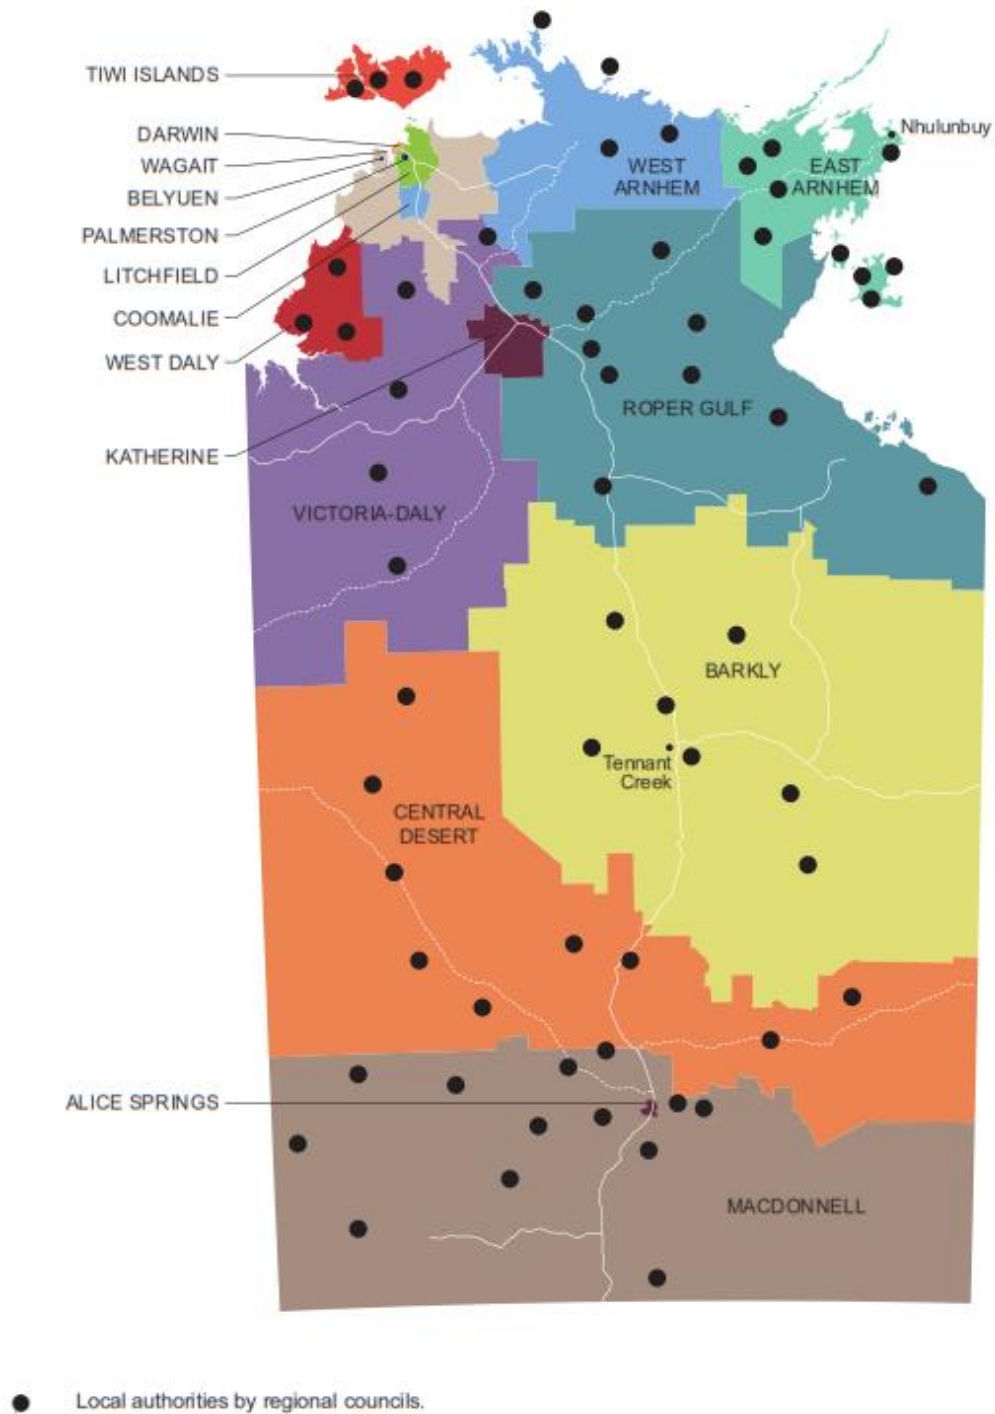 TIWI ISLANDS
DARWIN
WAGAIT
BELYUEN
PALMERSTON
LITCHFIELD
COOMALIE
WEST DALY
KATHERINE
Nhulunbuy
WEST
ARNHEM
EAST
ARNHEM
ROPER GULF
VICTORIA-DALY
BARKLY
Tennant
Creek
CENTRAL
DESERT
ALICE SPRINGS
MACDONNELL
Local authorities by regional councils.